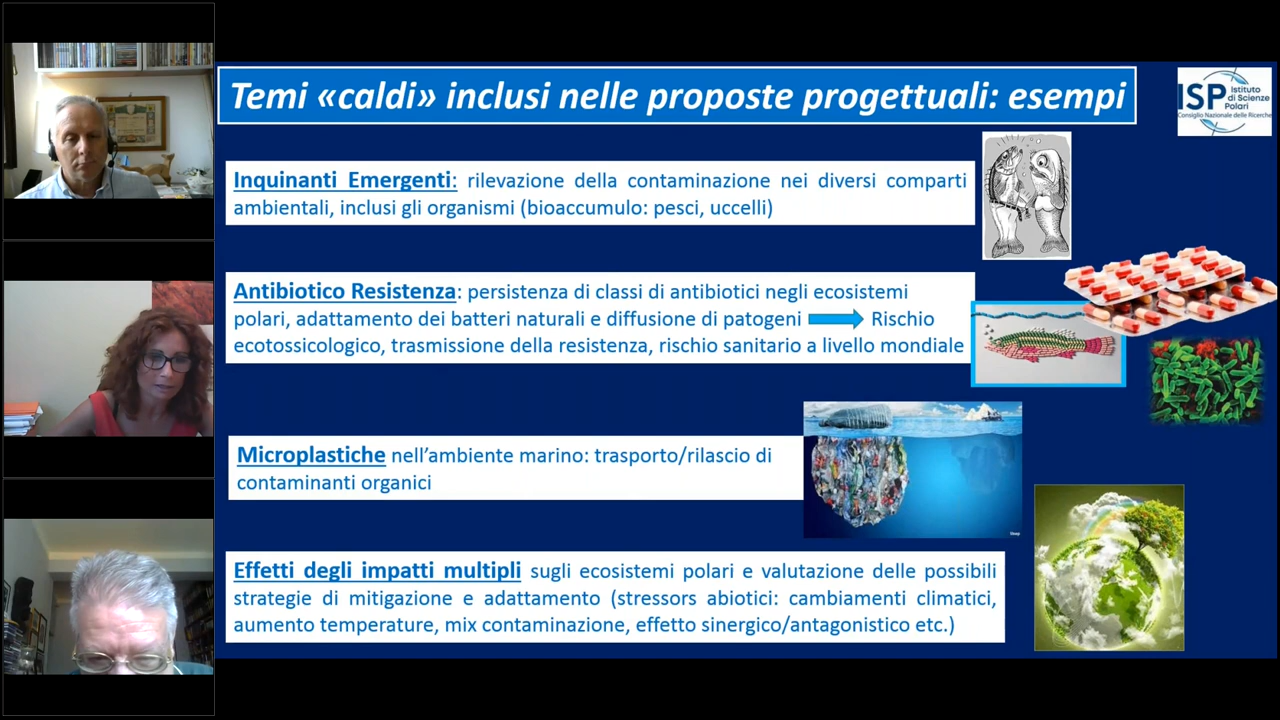 Temi «caldi» inclusi nelle proposte progettuali: esempi
ISP Istituto
di Scienze
Polari
Consiglio Nazionale delle Ricerche
Inquinanti Emergenti: rilevazione della contaminazione nei diversi comparti
ambientali, inclusi gli organismi (bioaccumulo: pesci, uccelli)
Antibiotico Resistenza: persistenza di classi di antibiotici negli ecosistemi
polari, adattamento dei batteri naturali e diffusione di patogeni Rischio
ecotossicologico, trasmissione della resistenza, rischio sanitario a livello mondiale
Microplastiche nell'ambiente marino: trasporto/rilascio di
contaminanti organici
Effetti degli impatti multipli sugli ecosistemi polari e valutazione delle possibili
strategie di mitigazione e adattamento (stressors abiotici: cambiamenti climatici,
aumento temperature, mix contaminazione, effetto sinergico/antagonistico etc.)